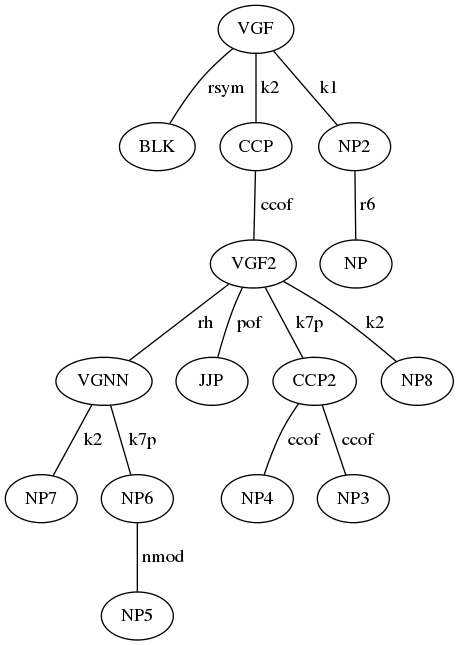 VGF
rsym k2 k1
BLK CCP NP2
ccof r6
VGF2 NP
rh pof k7p k2
VGNN JJP CCP2 NP8
k2 k7p ccof ccof
NP7 NP6 NP4 NP3
nmod
NP5